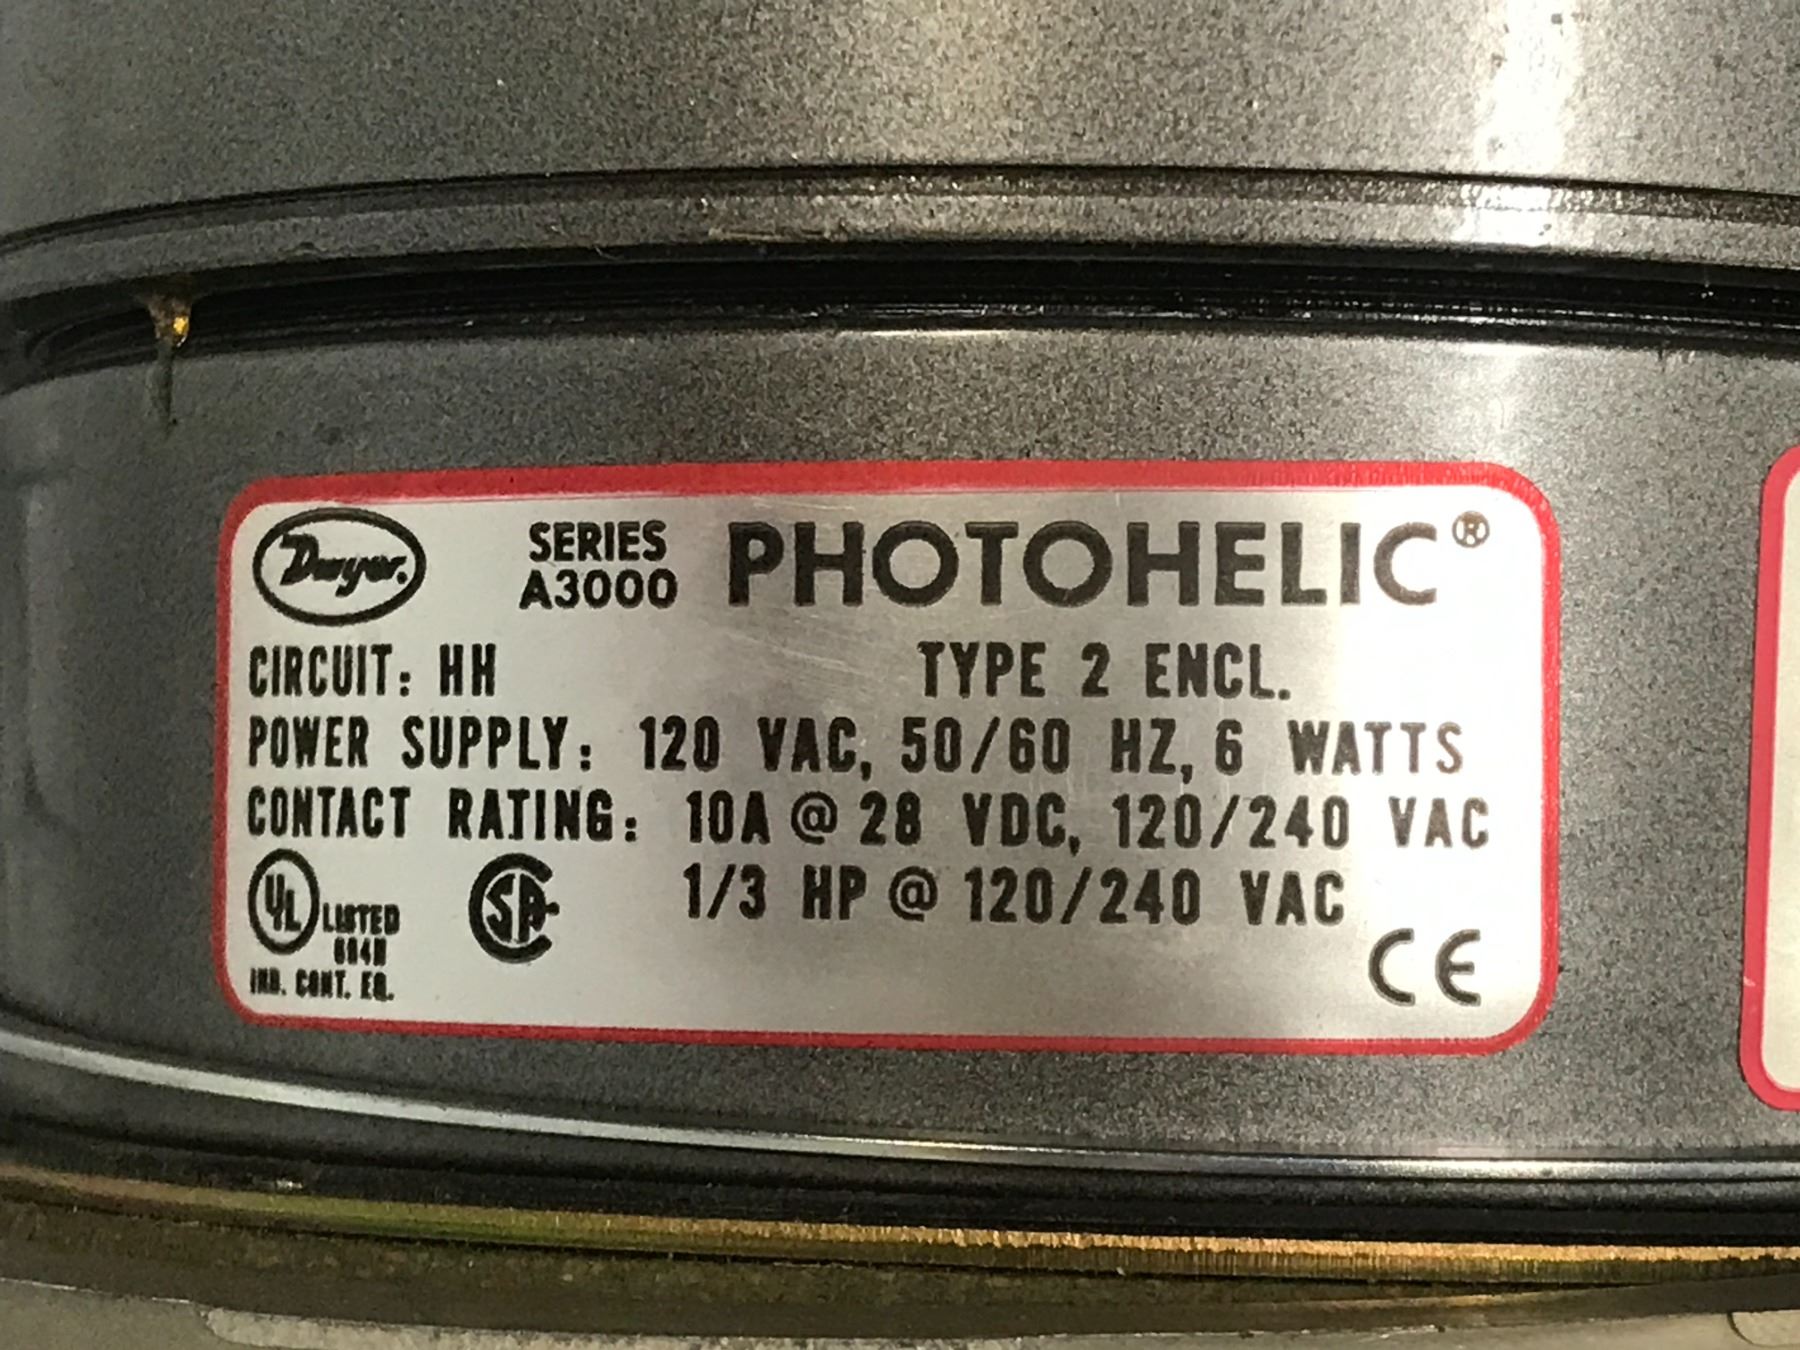 Dwyer.
SERIES
A3000
PHOTOHELIC®
CIRCUIT: HH
TYPE 2 ENCL.
POWER SUPPLY: 120 VAC, 50/60 HZ, 6 WATTS
CONTACT RATING: 10A @ 28 VDC, 120/240 VAC
1/3 HP @ 120/240 VAC
UL LISTED
IND. CONT. EQ.
SA
CE